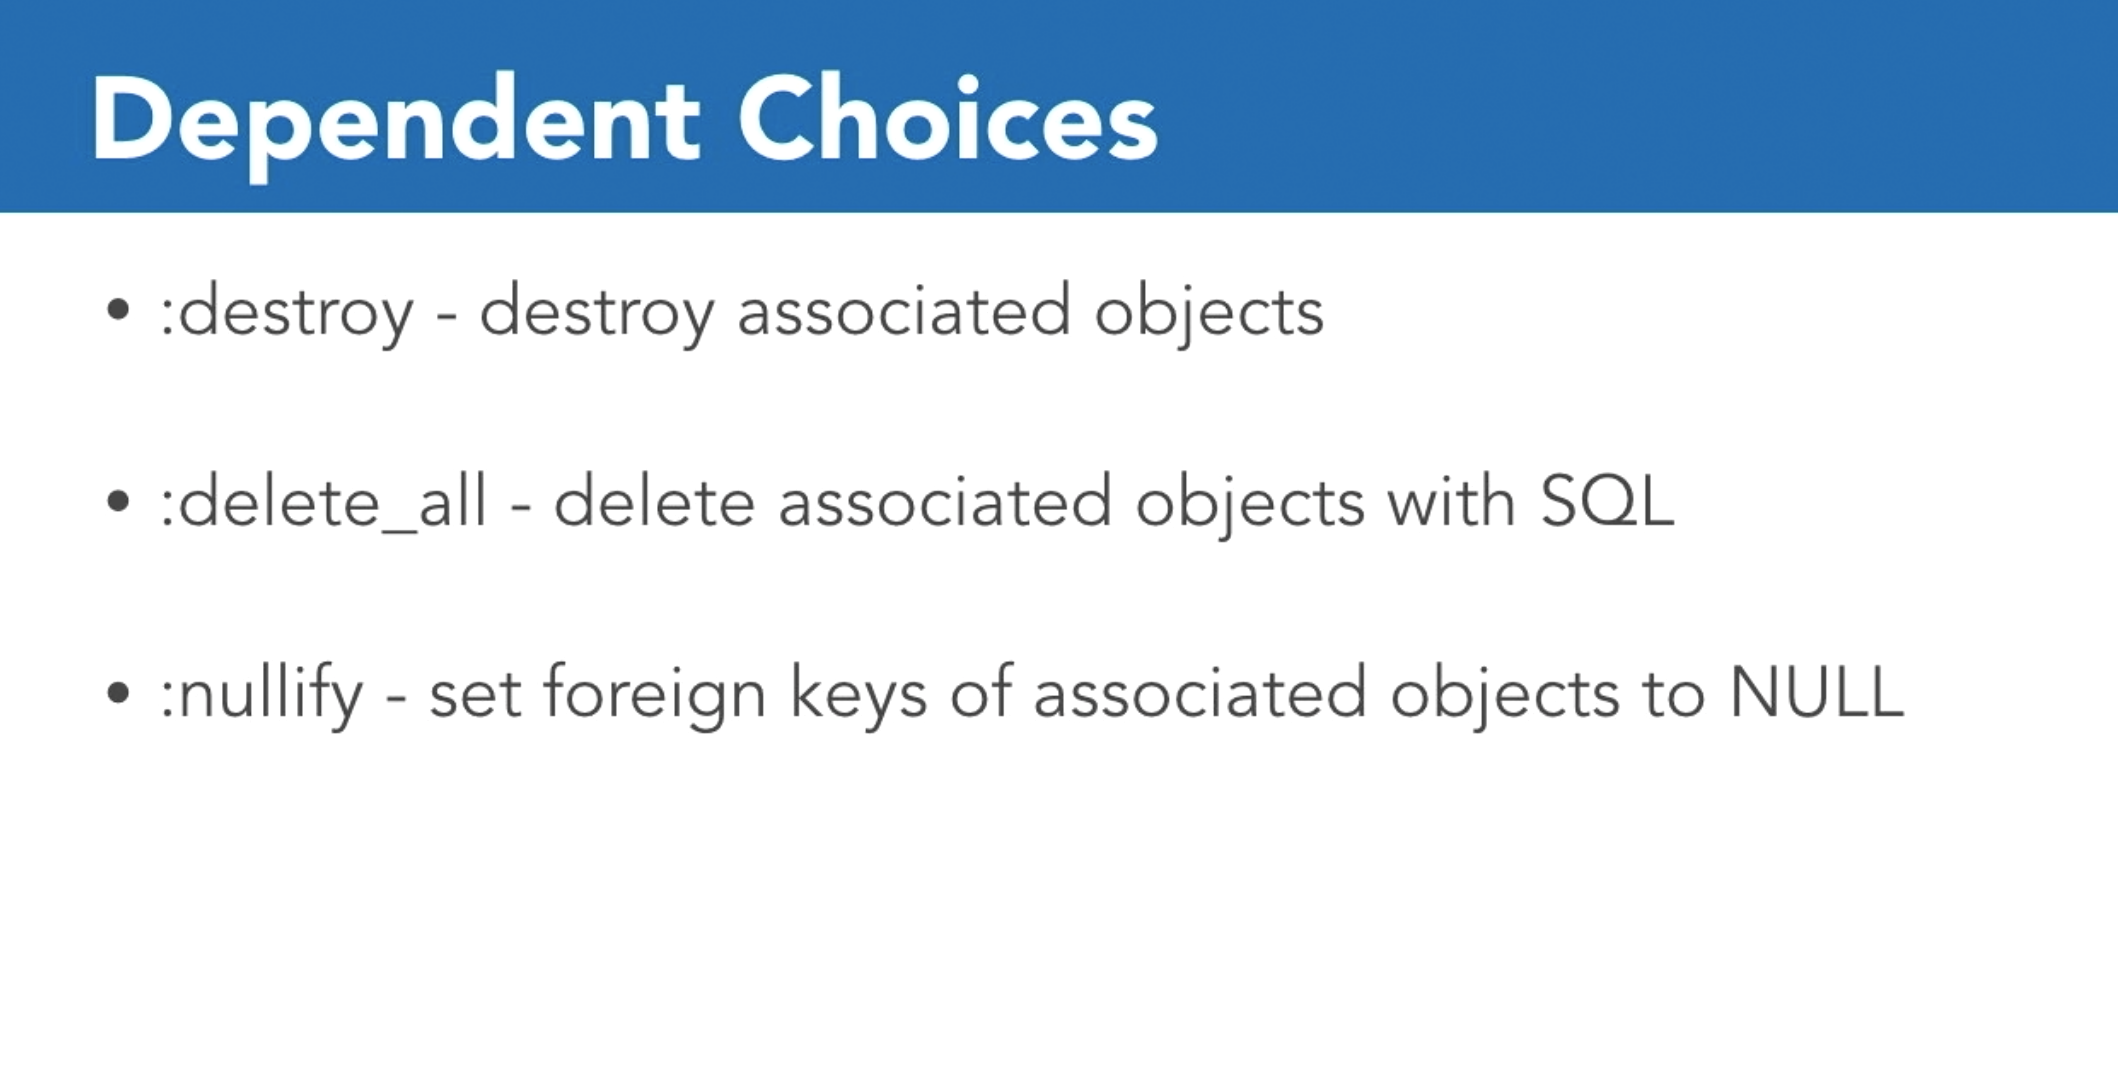 Dependent Choices
• :destroy - destroy associated objects
• :delete_all - delete associated objects with SQL
• :nullify - set foreign keys of associated objects to NULL